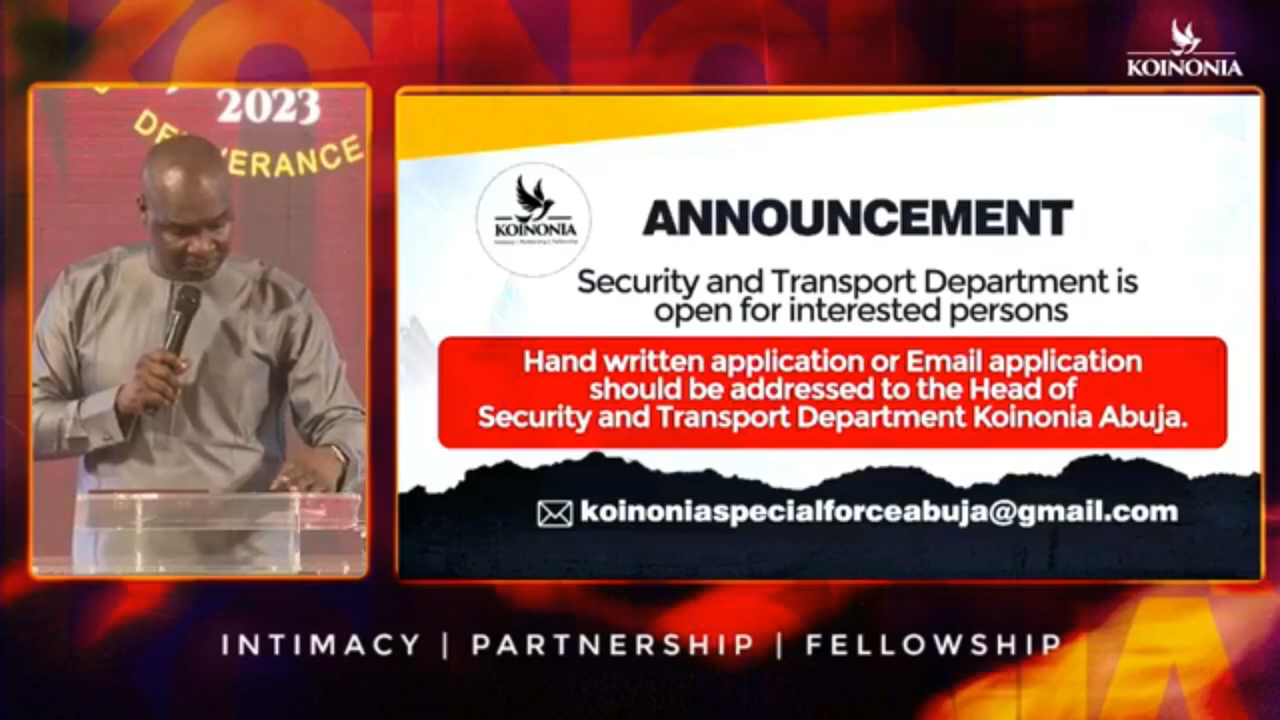 KOINONIA
2023
ANNOUNCEMENT
KOINONIA
Security and Transport Department is
open for interested persons
Hand written application or Email application
should be addressed to the Head of
Security and Transport Department Koinonia Abuja.
koinoniaspecialforceabuja@gmail.com
INTIMACY | PARTNERSHIP | FELLOWSHIP